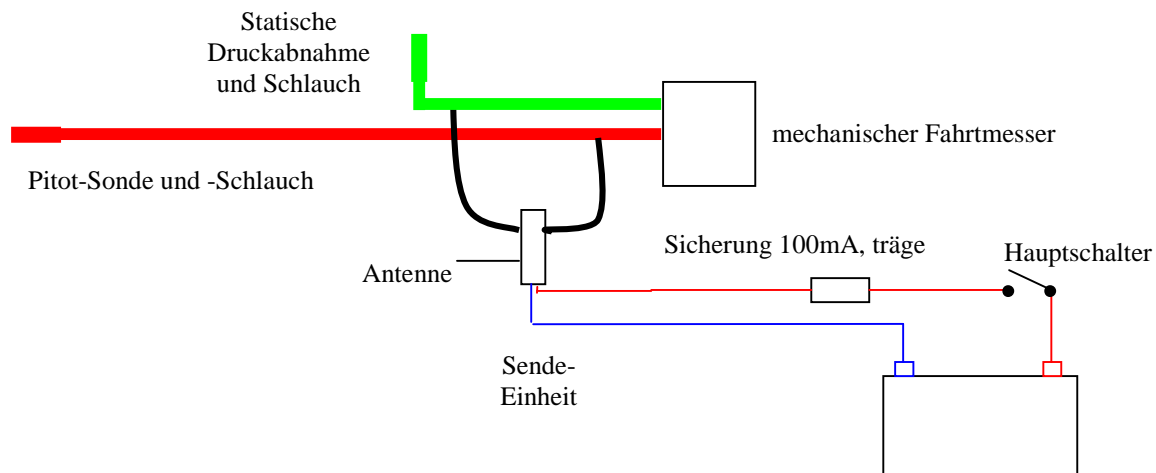 Statische
Druckabnahme
und Schlauch
mechanischer Fahrtmesser
Pitot-Sonde und -Schlauch
Sicherung 100mA, träge
Hauptschalter
Antenne
Sende-
Einheit